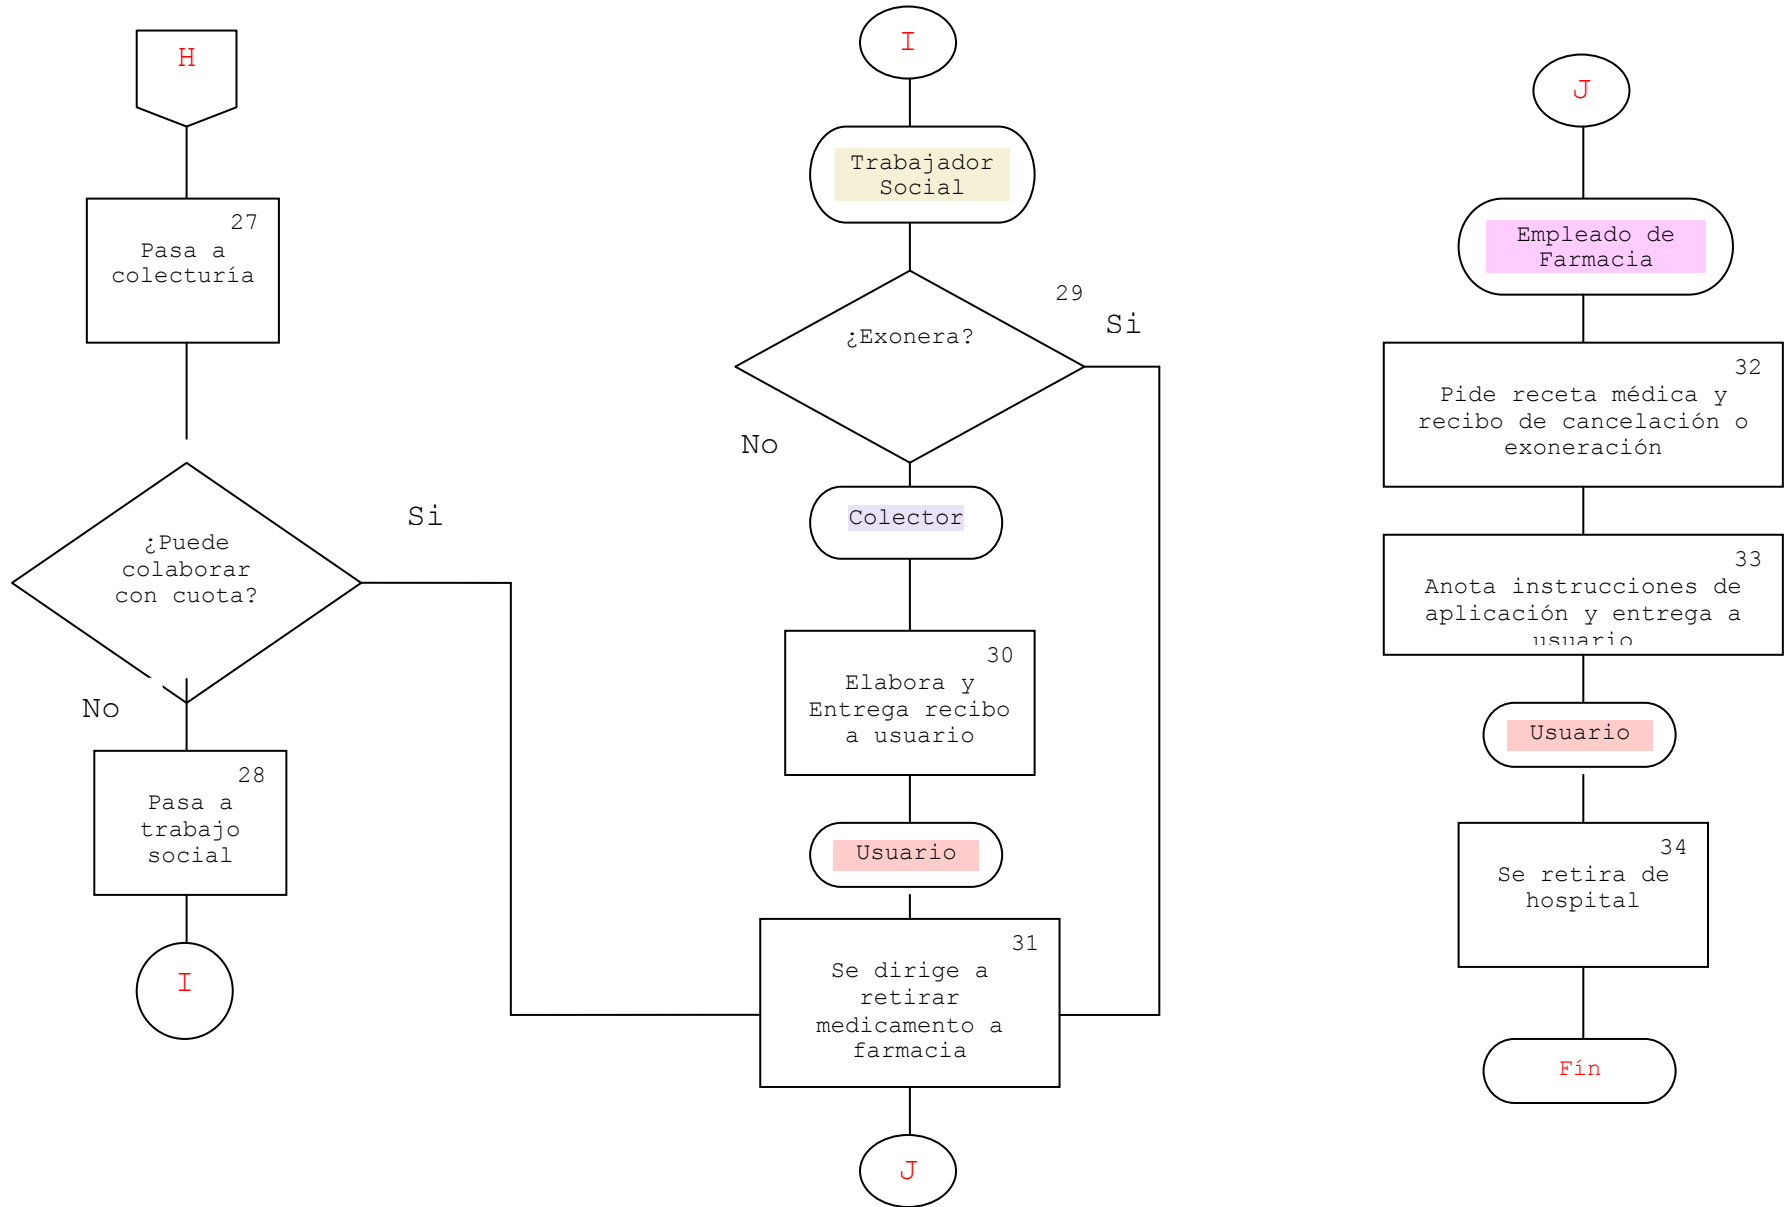 H
27
Pasa a
colecturía
¿Puede
colaborar
con cuota?
Si
No
28
Pasa a
trabajo
social
I
I
Trabajador
Social
29
¿Exonera?
Si
No
Colector
30
Elabora y
Entrega recibo
a usuario
Usuario
31
Se dirige a
retirar
medicamento a
farmacia
J
J
Empleado de
Farmacia
32
Pide receta médica y
recibo de cancelación o
exoneración
33
Anota instrucciones de
aplicación y entrega a
usuario
Usuario
34
Se retira de
hospital
Fín